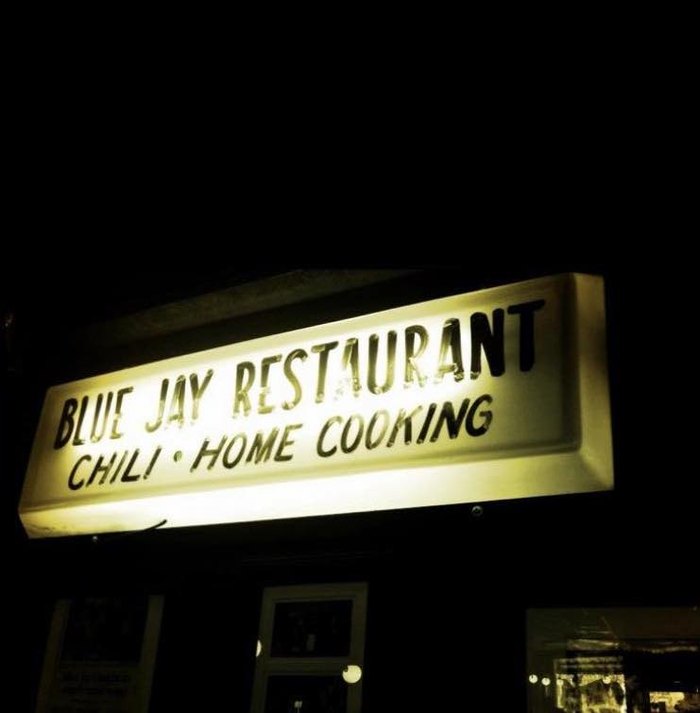 BLUE JAY RESTAURANT
CHILI • HOME COOKING